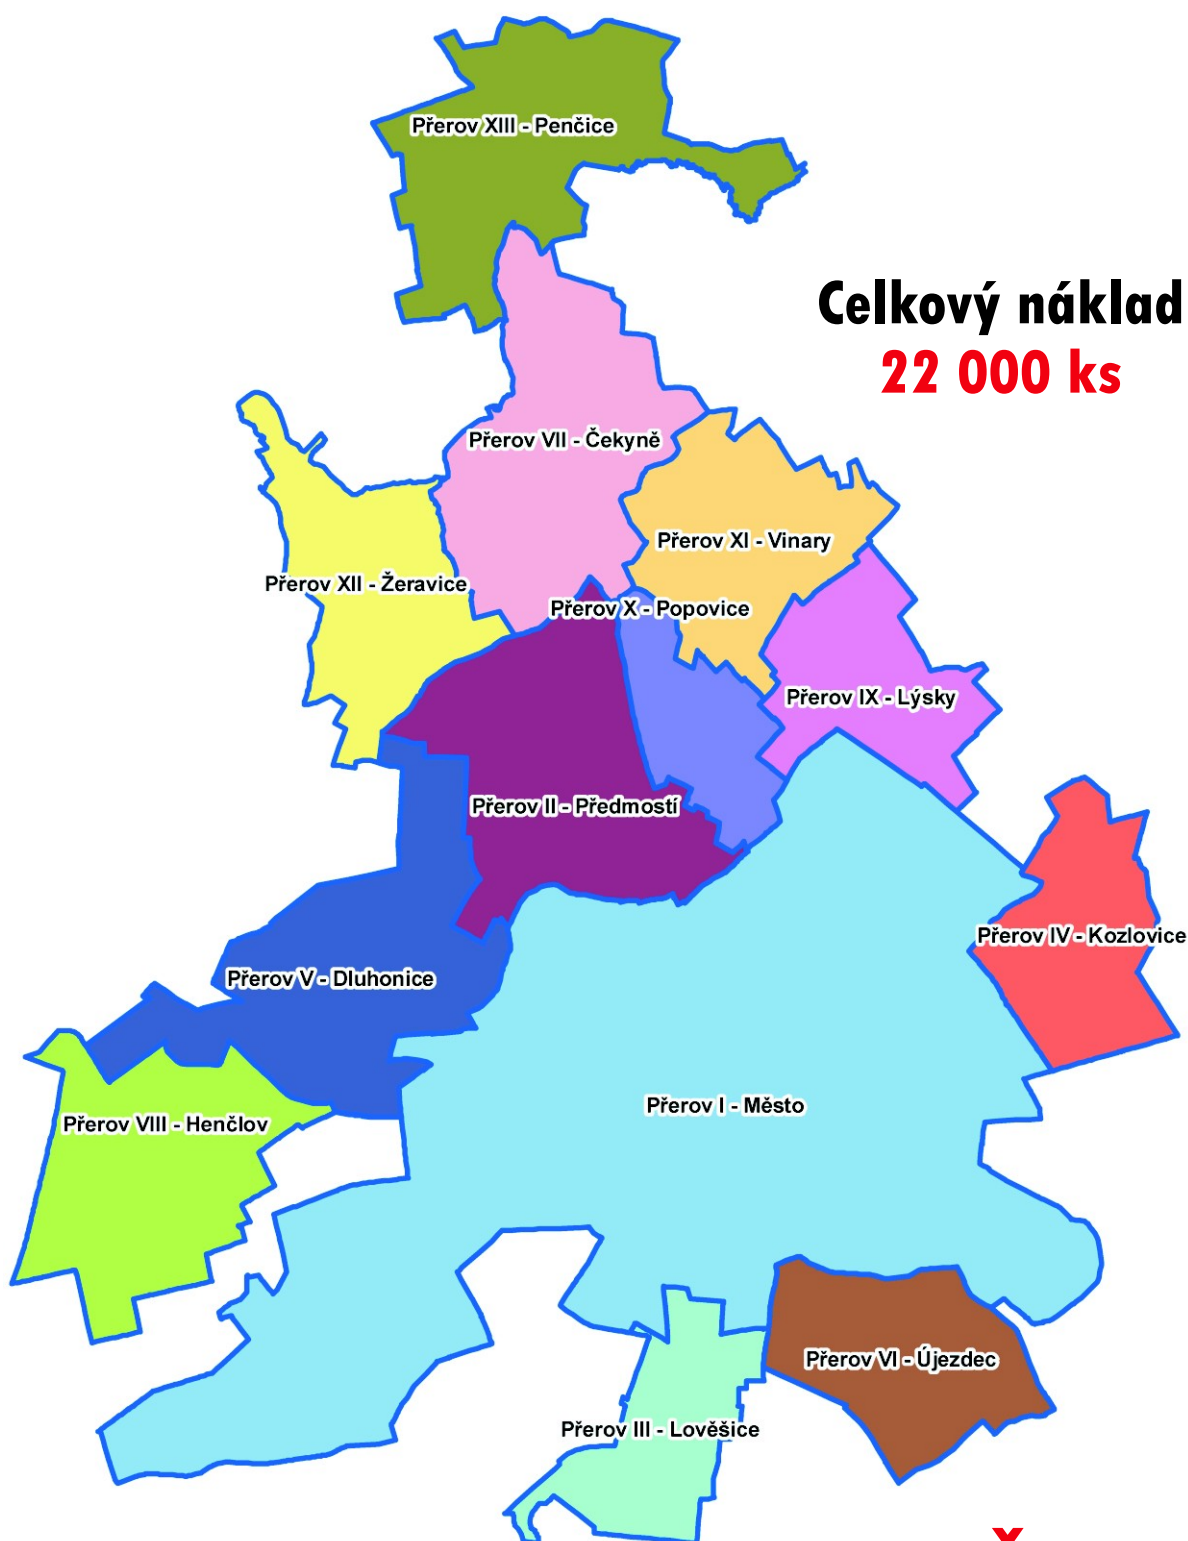 Přerov XIII - Penčice
Celkový náklad
22 000 ks
Přerov VII - Čekyně
Přerov XI - Vinary
Přerov XII - Žeravice
Přerov X - Popovice
Přerov IX - Lýsky
Přerov II - Předmostí
Přerov IV - Kozlovice
Přerov V - Dluhonice
Přerov I - Město
Přerov VIII - Henčlov
Přerov VI - Újezdec
Přerov III - Lověšice